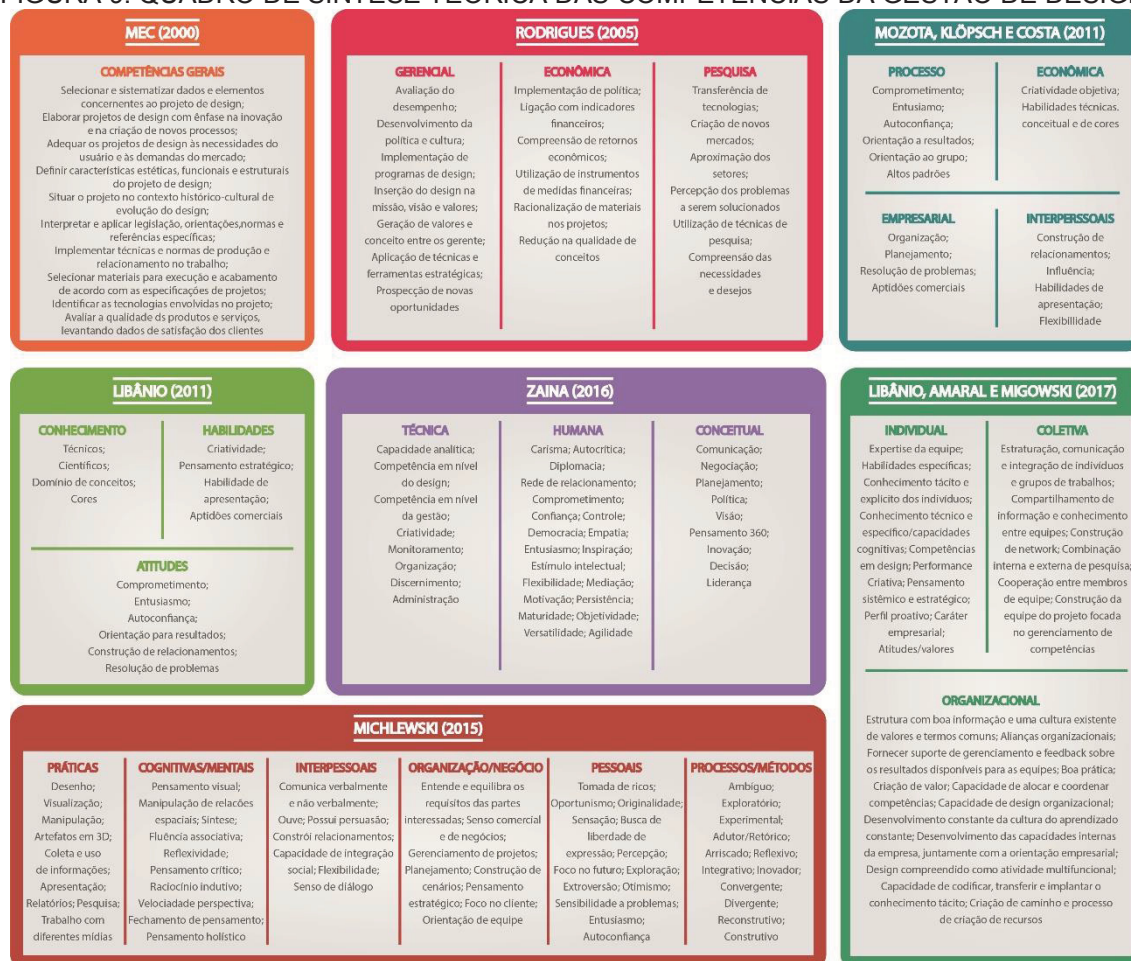 QUADRO DE SÍNTESE TEÓRICA DAS COMPETÊNCIAS DA GESTÃO DE DESIGN
MEC (2000)
COMPETÊNCIAS GERAIS
Selecionar e sistematizar dados e elementos
concernentes ao projeto de design;
Elaborar projetos de design com ênfase na inovação
e na criação de novos processos;
Adequar os projetos de design às necesidades do
usuário e às demandas do mercado;
Definir características estéticas, funcionais e estruturais
do projeto de design;
Situar o projeto no contexto histórico-cultural de
evolução do design;
Interpretar e aplicar legislação, orientações,normas e
referências específicas;
Implementar técnicas e normas de produção e
relacionamento no trabalho;
Selecionar materiais para execução e acabamento
de acordo com as especificações de projetos;
Identificar as tecnologias envolvidas no projeto;
Avaliar a qualidade ds produtos e serviços,
levantando dados de satisfação dos clientes
RODRIGUES (2005)
GERENCIAL
Avaliação do
desempenho;
Desenvolvimento da
política e cultura;
Implementação de
programas de design;
Inserção do design na
missão, visão e valores;
Geração de valores e
conceito entre os gerente;
Aplicação de técnicas e
ferramentas estratégicas;
Prospecção de novas
oportunidades
ECONÔMICA
Implementação de política;
Ligação com indicadores
financeiros;
Compreensão de retornos
econômicos;
Utilização de instrumentos
de medidas financeiras;
Racionalização de materiais
nos projetos;
Redução na qualidade de
conceitos
PESQUISA
Transferência de
tecnologias;
Criação de novos
mercados;
Aproximação dos
setores;
Percepção dos problemas
a serem solucionados
Utilização de técnicas de
pesquisa;
Compreensão das
necessidades
e desejos
MOZOTA, KLÖPSCH E COSTA (2011)
PROCESSO
Comprometimento;
Entusiamo;
Autoconfiança;
Orientação a resultados;
Orientação ao grupo;
Altos padrões
ECONÔMICA
Criatividade objetiva;
Habilidades técnicas.
conceitual e de cores
EMPRESARIAL
Organização;
Planejamento;
Resolução de problemas;
Aptidões comerciais
INTERPERSSOAIS
Construção de
relacionamentos;
Influência;
Habilidades de
apresentação;
Flexibillidade
LIBÂNIO (2011)
CONHECIMENTO
Técnicos;
Científicos;
Domínio de conceitos;
Cores
HABILIDADES
Criatividade;
Pensamento estratégico;
Habilidade de
apresentação;
Aptidões comerciais
ATITUDES
Comprometimento;
Entusiasmo;
Autoconfiança;
Orientação para resultados;
Construção de relacionamentos;
Resolução de problemas
ZAINA (2016)
TÉCNICA
Capacidade analítica;
Competência em nível
do design;
Competência em nível
da gestão;
Criatividade;
Monitoramento;
Organização;
Discernimento;
Administração
HUMANA
Carisma; Autocrítica;
Diplomacia;
Rede de relacionamento;
Comprometimento;
Confiança; Controle;
Democracia; Empatia;
Entusiasmo; Inspiração;
Estímulo intelectual;
Flexibilidade; Mediação;
Motivação; Persistência;
Maturidade; Objetividade;
Versatilidade; Agilidade
CONCEITUAL
Comunicação;
Negociação;
Planejamento;
Política;
Visão;
Pensamento 360;
Inovação;
Decisão;
Liderança
LIBÂNIO, AMARAL E MIGOWSKI (2017)
INDIVIDUAL
Expertise da equipe;
Habilidades específicas;
Conhecimento tácito e
explícito dos indivíduos;
Conhecimento técnico e
específico/capacidades
cognitivas; Competências
em design; Performance
Criativa; Pensamento
sistêmico e estratégico;
Perfil proativo; Caráter
empresarial;
Atitudes/valores
COLETIVA
Estraturação, comunicação
e integração de indivíduos
e grupos de trabalhos;
Compartilhamento de
informação e conhecimento
entre equipes; Construção
de network; Combinação
interna e externa de pesquisa;
Cooperação entre membros
de equipe; Construção da
equipe do projeto focada
no gerenciamento de
competências
ORGANIZACIONAL
Estrutura com boa informação e uma cultura existente
de valores e termos comuns; Alianças organizacionais;
Fornecer suporte de gerenciamento e feedback sobre
os resultados disponíveis para as equipes; Boa prática;
Criação de valor; Capacidade de alocar e coordenar
competências; Capacidade de design organizacional;
Desenvolvimento constante da cultura do aprendizado
constante; Desenvolvimento das capacidades internas
da empresa, juntamente com a orientação empresarial;
Design compreendido como atividade multifuncional;
Capacidade de codificar, transferir e implantar o
conhecimento tácito; Criação de caminho e processo
de criação de recursos
MICHLEWSKI (2015)
PRÁTICAS
Desenho;
Visualização;
Manipulação;
Artefatos em 3D;
Coleta e uso
de informações;
Apresentação;
Relatórios; Pesquisa;
Trabalho com
diferentes mídias
COGNITIVAS/MENTAIS
Pensamento visual;
Manipulação de relacões
espaciais; Síntese;
Fluência associativa;
Reflexividade;
Pensamento crítico;
Raciocínio indutivo;
Velociadade perspectiva;
Fechamento de pensamento;
Pensamento holístico
INTERPESSOAIS
Comunica verbalmente
e não verbalmente;
Ouve; Possui persuasão;
Constrói relacionamentos;
Capacidade de integração
social; Flexibilidade;
Senso de diálogo
ORGANIZAÇÃO/NEGÓCIO
Entende e equilibra os
requisítos das partes
interessadas; Senso comercial
e de negócios;
Gerenciamento de projetos;
Planejamento; Construção de
cenários; Pensamento
estratégico; Foco no cliente;
Orientação de equipe
PESSOAIS
Tomada de ricos;
Oportunismo; Originalidade;
Sensação; Busca de
liberdade de
expressão; Percepção;
Foco no futuro; Exploração;
Extroversão; Otimismo;
Sensibilidade a problemas;
Entusiasmo;
Autoconfiança
PROCESSOS/MÉTODOS
Ambíguo;
Exploratório;
Experimental;
Adutor/Retórico;
Arriscado; Reflexivo;
Integrativo; Inovador;
Convergente;
Divergente;
Reconstrutivo;
Construtivo